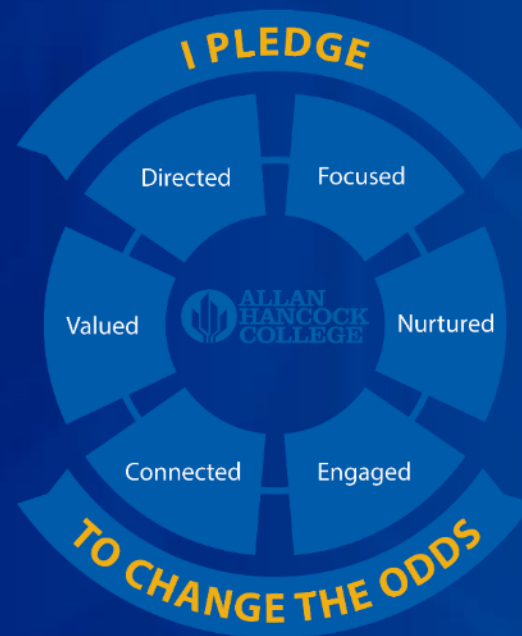 I PLEDGE
Directed
Focused
Valued
ALLAN
HANCOCK
COLLEGE
Nurtured
Connected
Engaged
TO CHANGE THE ODDS